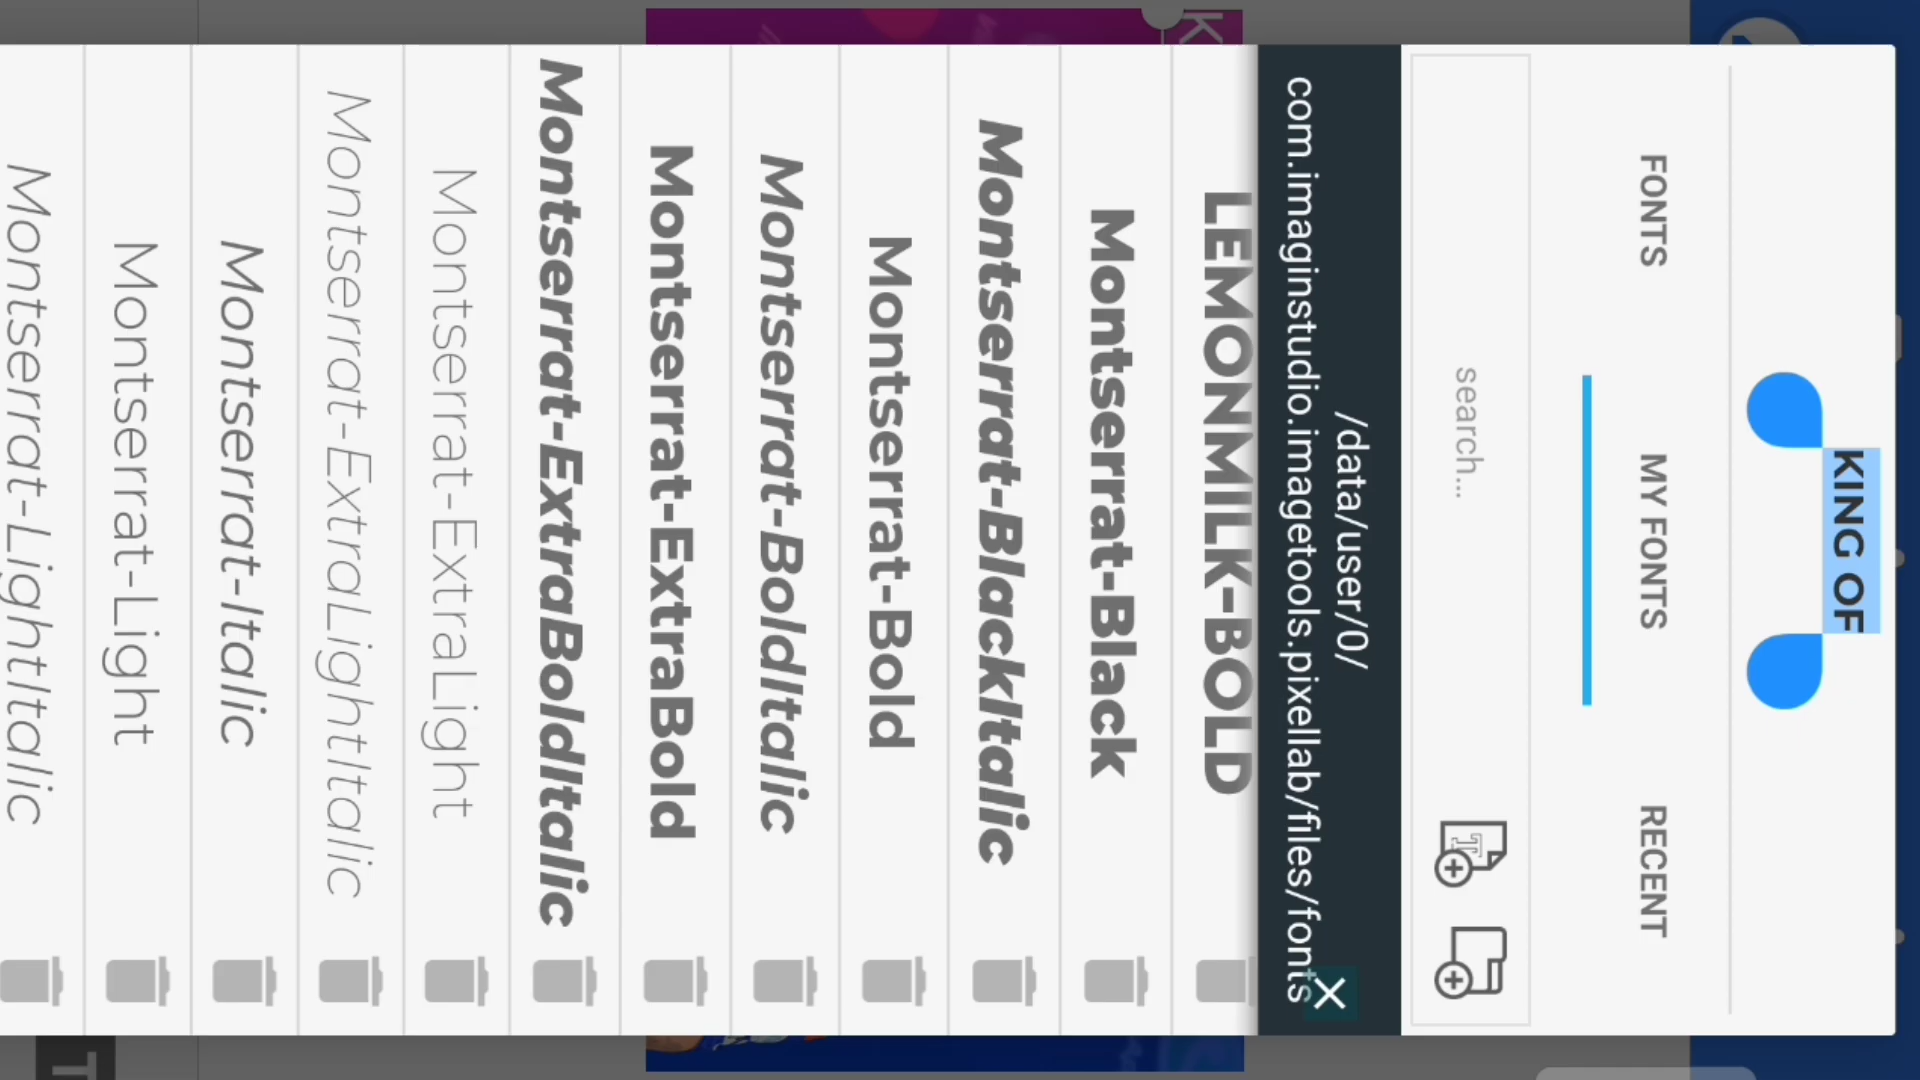 K
KING OF
FONTS
MY FONTS
RECENT
search...
/data/user/0/
com.imaginstudio.imagetools.pixellab/files/fonts
LEMONMILK-BOLD
Montserrat-Black
Montserrat-BlackItalic
Montserrat-Bold
Montserrat-BoldItalic
Montserrat-ExtraBold
Montserrat-ExtraBoldItalic
Montserrat-ExtraLight
Montserrat-ExtraLightItalic
Montserrat-Italic
Montserrat-Light
Montserrat-LightItalic